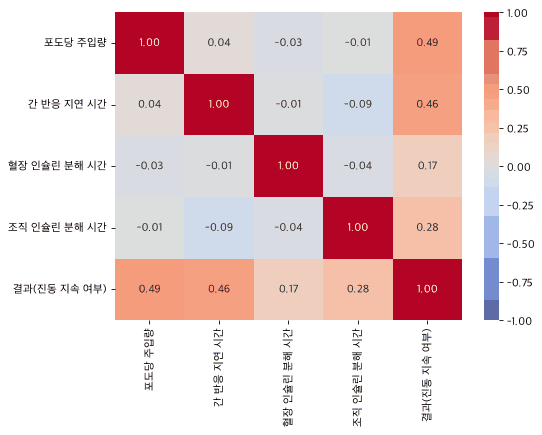 포도당 주입량 1.00 0.04 -0.03 -0.01 0.49
간 반응 지연 시간 0.04 1.00 -0.01 -0.09 0.46
혈장 인슐린 분해 시간 -0.03 -0.01 1.00 -0.04 0.17
조직 인슐린 분해 시간 -0.01 -0.09 -0.04 1.00 0.28
결과(진동 지속 여부) 0.49 0.46 0.17 0.28 1.00
포도당 주입량
간 반응 지연 시간
혈장 인슐린 분해 시간
조직 인슐린 분해 시간
결과(진동 지속 여부)
1.00
0.75
0.50
0.25
0.00
-0.25
-0.50
-0.75
-1.00